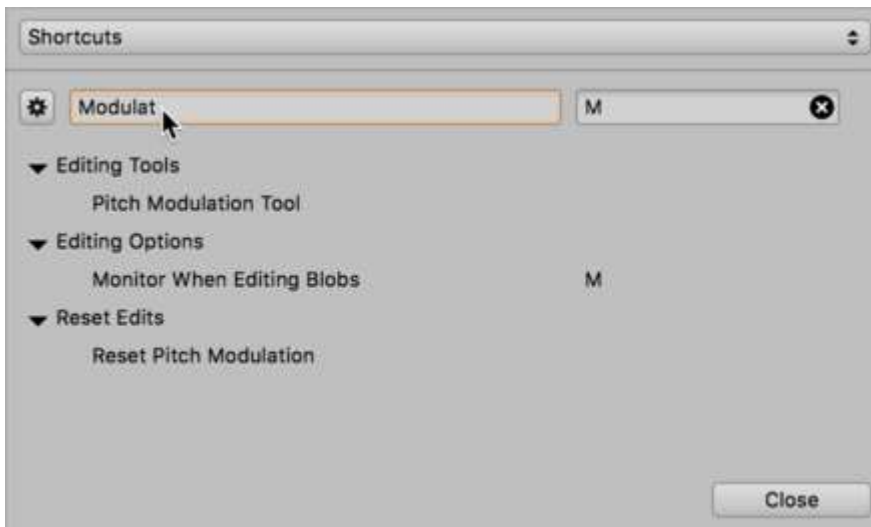 Shortcuts
Modulat M
Editing Tools
Pitch Modulation Tool
Editing Options
Monitor When Editing Blobs M
Reset Edits
Reset Pitch Modulation
Close